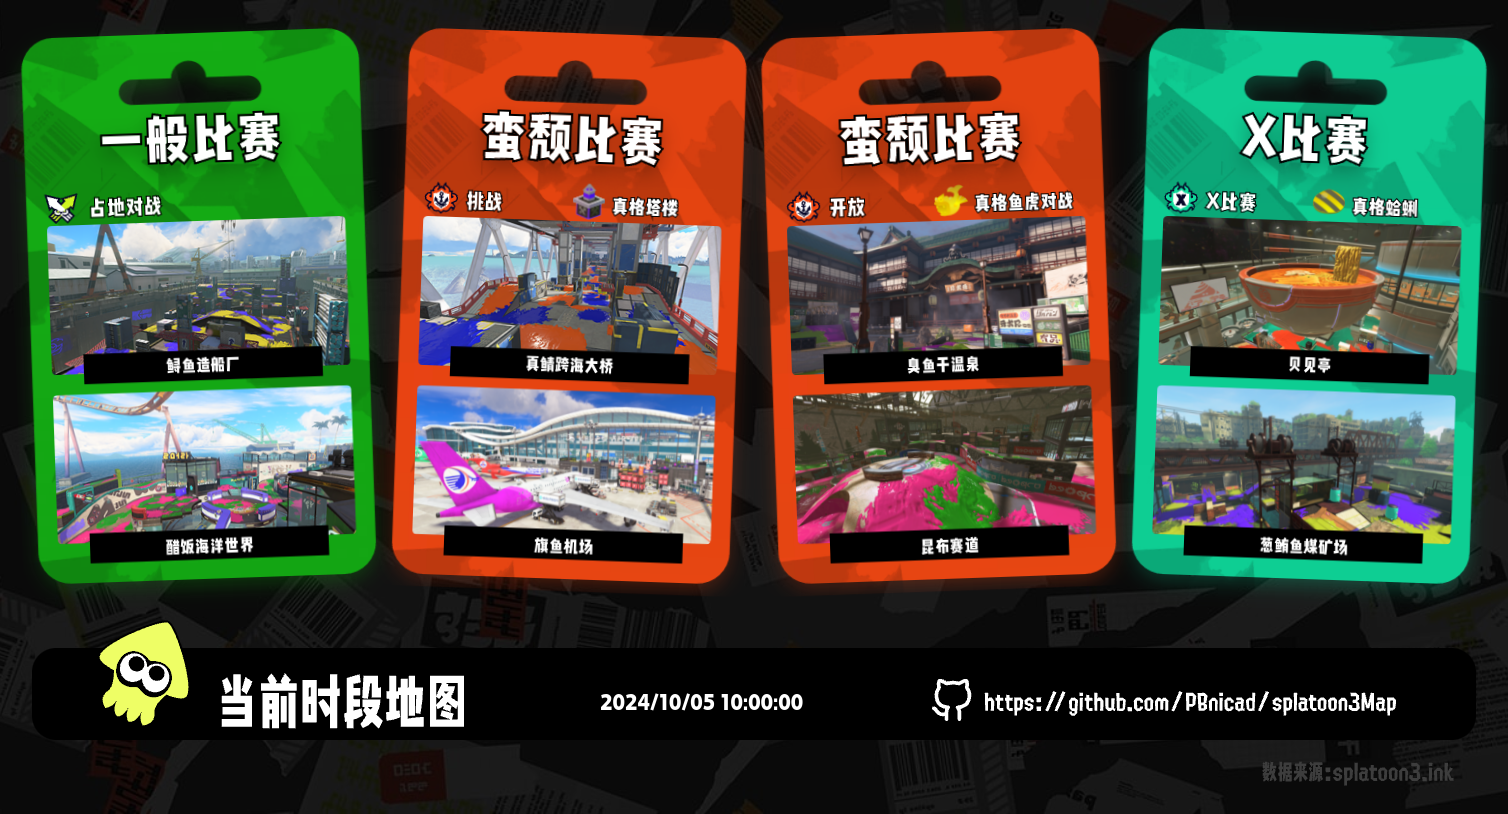 一般比赛
占地对战
鲟鱼造船厂
醋饭海洋世界
蛮颓比赛
挑战
真格塔楼
真鲭跨海大桥
旗鱼机场
蛮颓比赛
开放
真格鱼虎对战
臭鱼干温泉
昆布赛道
X比赛
X比赛
真格蛤蜊
贝见亭
葱鲔鱼煤矿场
当前时段地图
2024/10/05 10:00:00
https://github.com/PBnicad/splatoon3Map
数据来源:splatoon3.ink